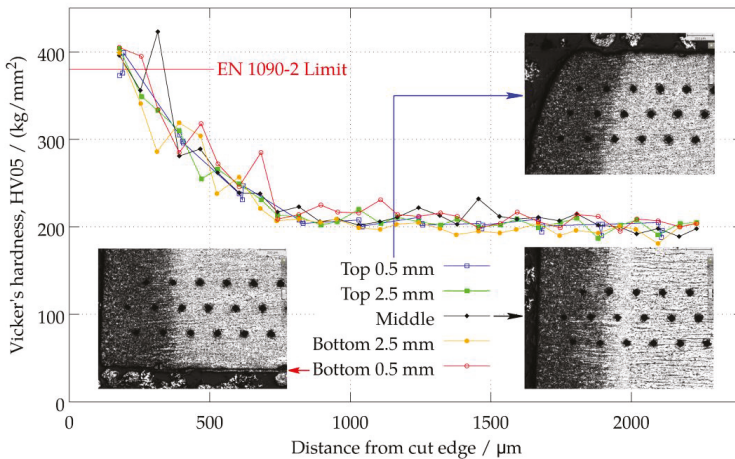 400
300
200
100
0
Vicker's hardness, HV05 / (kg/mm²)
EN 1090-2 Limit
Top 0.5 mm
Top 2.5 mm
Middle
Bottom 2.5 mm
Bottom 0.5 mm
0 500 1000 1500 2000
Distance from cut edge / μm